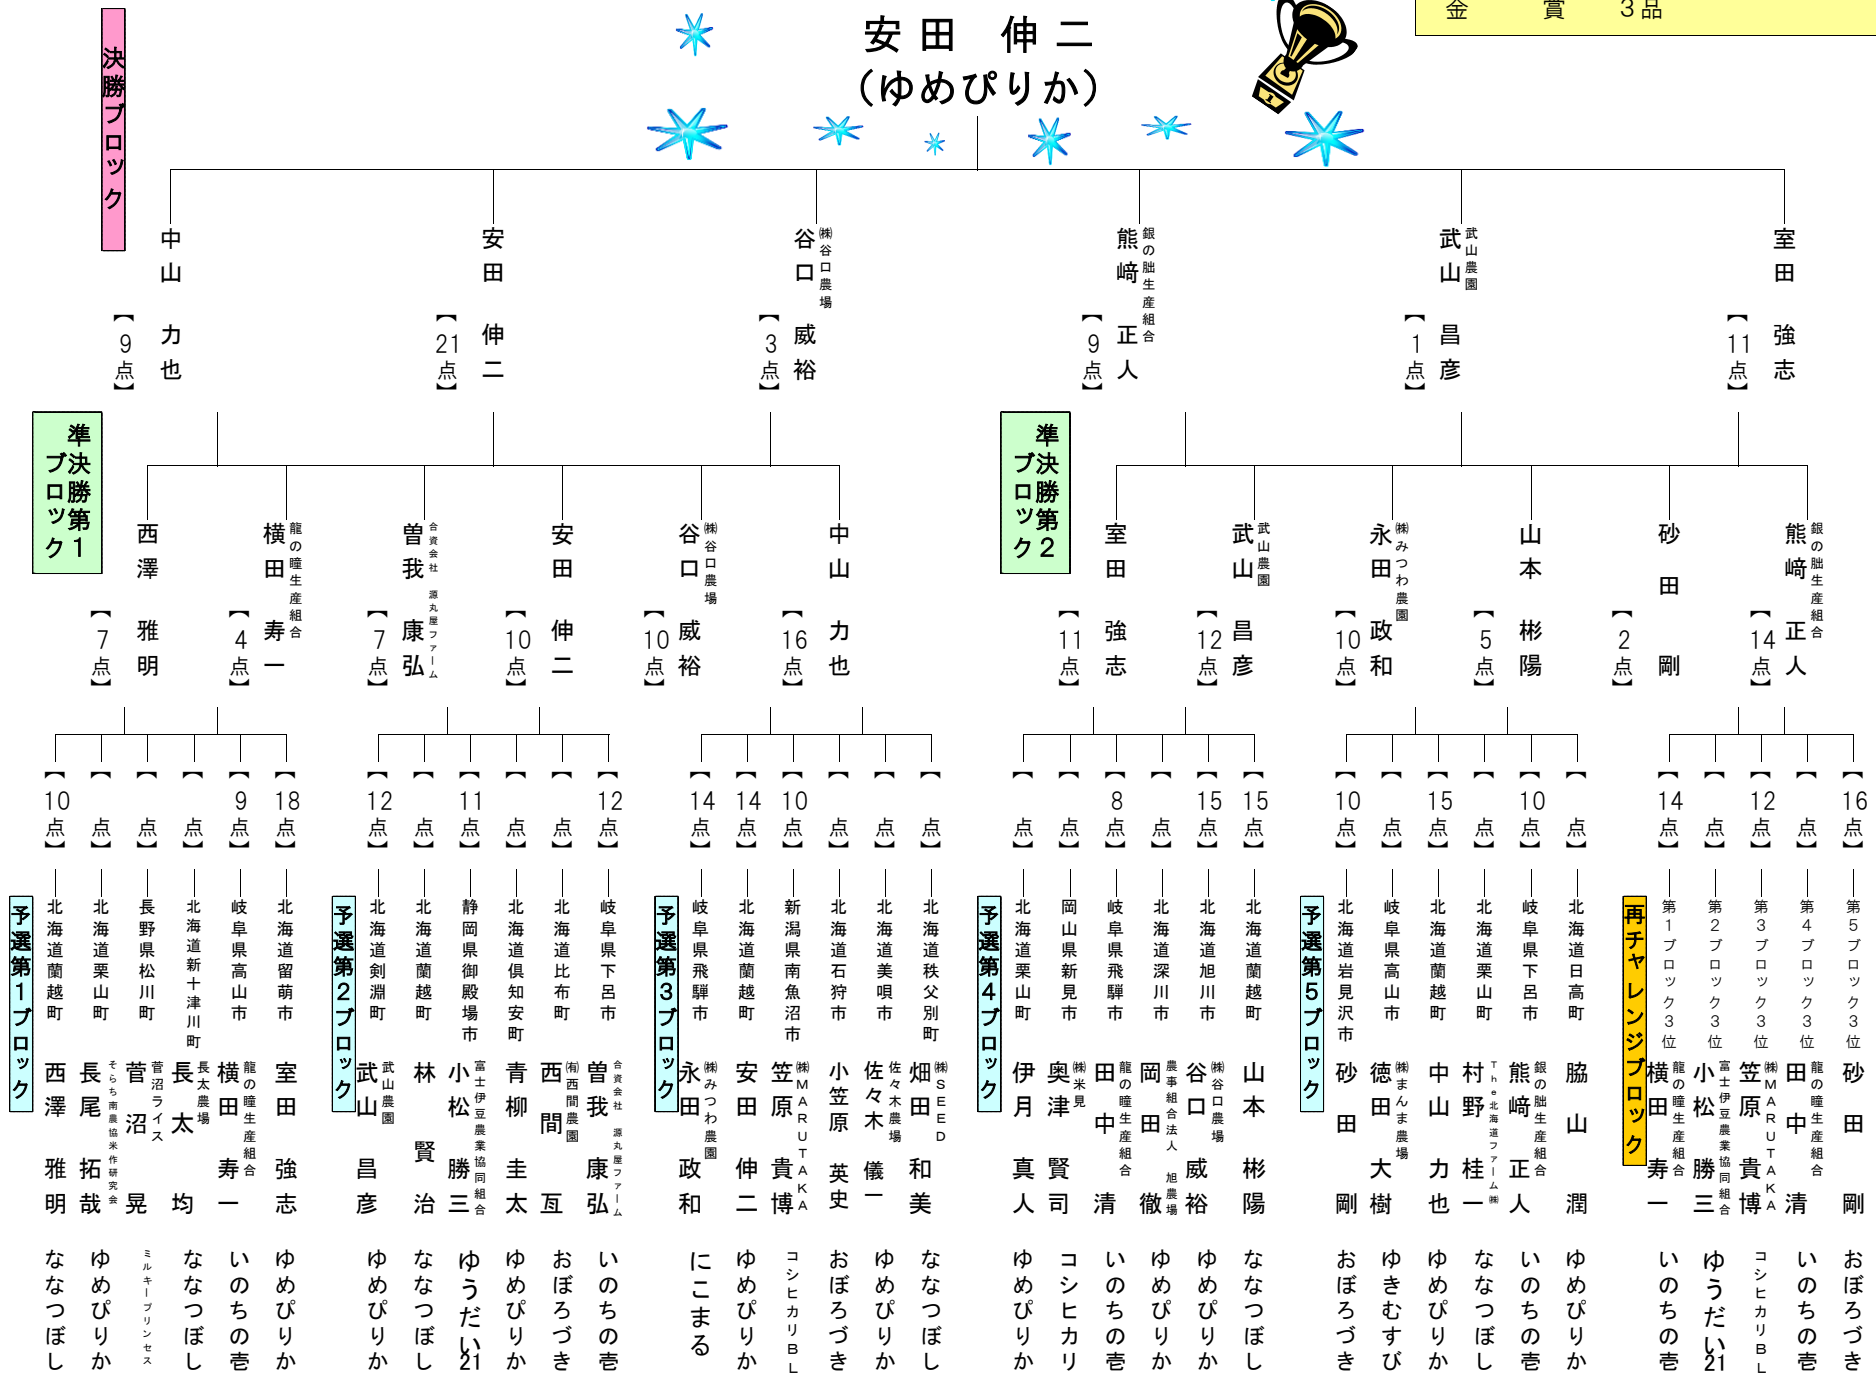 金 賞 3品
安田 伸二
(ゆめぴりか)
決勝ブロック
中山 力也
【9点】
安田 伸二
【21点】
㈱谷口農場
谷口 威裕
【3点】
銀の朏生産組合
熊﨑 正人
【9点】
武山農園
武山 昌彦
【1点】
室田 強志
【11点】
準決勝第1ブロック
西澤 雅明
【7点】
龍の瞳生産組合
横田 寿一
【4点】
合資会社 源丸屋ファーム
曽我 康弘
【7点】
安田 伸二
【10点】
㈱谷口農場
谷口 威裕
【10点】
中山 力也
【16点】
準決勝第2ブロック
室田 強志
【11点】
武山農園
武山 昌彦
【12点】
㈱みつわ農園
永田 政和
【10点】
山本 彬陽
【5点】
砂田 剛
【2点】
銀の朏生産組合
熊﨑 正人
【14点】
予選第1ブロック
【10点】
北海道蘭越町
西澤 雅明
ななつぼし
【 点】
北海道栗山町
そらち南農協米作研究会
長尾 拓哉
ゆめぴりか
【 点】
長野県松川町
菅沼ライス
菅沼 晃
ミルキープリンセス
【 点】
北海道新十津川町
長太農場
長太 均
ななつぼし
【9点】
岐阜県高山市
龍の瞳生産組合
横田 寿一
いのちの壱
【18点】
北海道留萌市
室田 強志
ゆめぴりか
予選第2ブロック
【12点】
北海道剣淵町
武山農園
武山 昌彦
ゆめぴりか
【 点】
北海道蘭越町
林 賢治
ななつぼし
【11点】
静岡県御殿場市
富士伊豆農業協同組合
小松 勝三
ゆうだい21
【 点】
北海道倶知安町
青柳 圭太
ゆめぴりか
【 点】
北海道比布町
㈲西間農園
西間 亙
おぼろづき
【12点】
岐阜県下呂市
合資会社 源丸屋ファーム
曽我 康弘
いのちの壱
予選第3ブロック
【14点】
岐阜県飛騨市
㈱みつわ農園
永田 政和
にこまる
【14点】
北海道蘭越町
安田 伸二
ゆめぴりか
【10点】
新潟県南魚沼市
㈱MARUTAKA
笠原 貴博
コシヒカリBL
【 点】
北海道石狩市
小笠原 英史
おぼろづき
【 点】
北海道美唄市
佐々木農場
佐々木 儀一
ゆめぴりか
【 点】
北海道秩父別町
㈱SEED
畑田 和美
ななつぼし
予選第4ブロック
【 点】
北海道栗山町
伊月 真人
ゆめぴりか
【 点】
岡山県新見市
㈱米見
奥津 賢司
コシヒカリ
【8点】
岐阜県飛騨市
龍の瞳生産組合
田中 清
いのちの壱
【 点】
北海道深川市
農事組合法人 旭農場
岡田 徹
ゆめぴりか
【15点】
北海道旭川市
㈱谷口農場
谷口 威裕
ゆめぴりか
【15点】
北海道蘭越町
山本 彬陽
ななつぼし
予選第5ブロック
【10点】
北海道岩見沢市
砂田 剛
おぼろづき
【 点】
岐阜県高山市
㈱まんま農場
徳田 大樹
ゆきむすび
【15点】
北海道蘭越町
中山 力也
ゆめぴりか
【 点】
北海道栗山町
The北海道ファーム㈱
村野 桂一
ななつぼし
【10点】
岐阜県下呂市
銀の朏生産組合
熊﨑 正人
いのちの壱
【 点】
北海道日高町
脇山 潤
ゆめぴりか
再チャレンジブロック
【14点】
第1ブロック3位
龍の瞳生産組合
横田 寿一
いのちの壱
【 点】
第2ブロック3位
富士伊豆農業協同組合
小松 勝三
ゆうだい21
【12点】
第3ブロック3位
㈱MARUTAKA
笠原 貴博
コシヒカリBL
【 点】
第4ブロック3位
龍の瞳生産組合
田中 清
いのちの壱
【16点】
第5ブロック3位
砂田 剛
おぼろづき